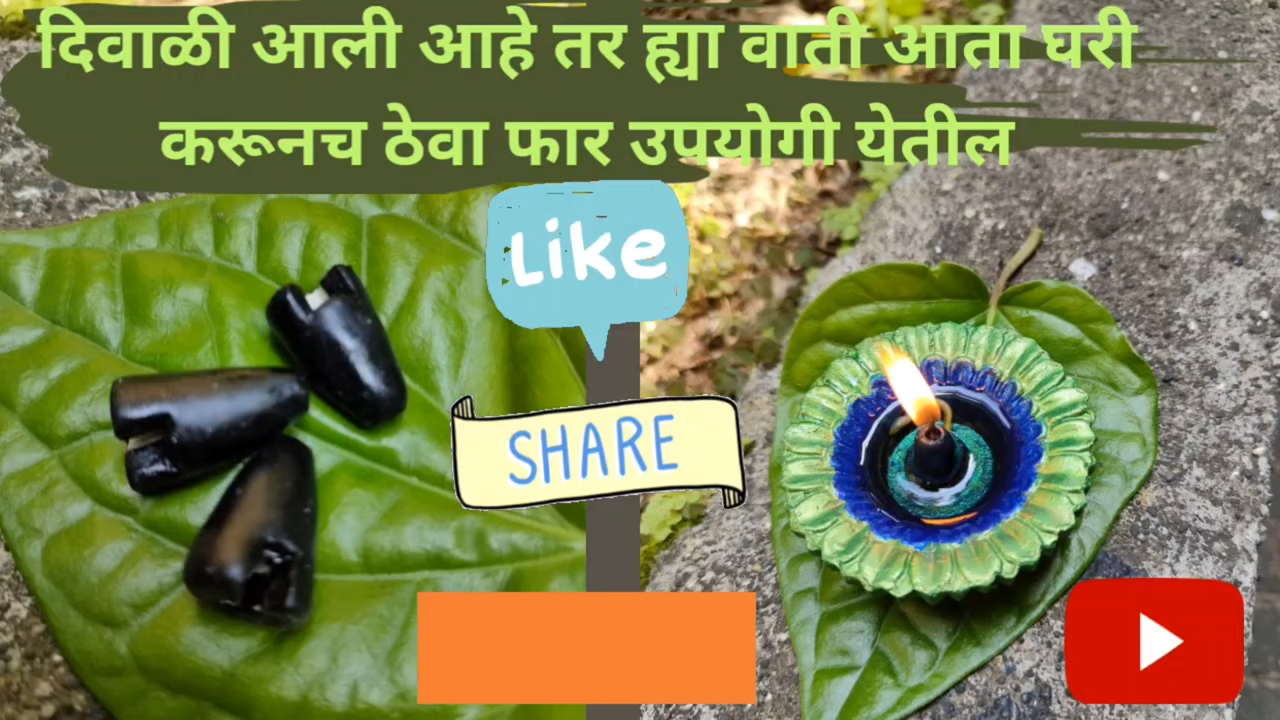 दिवाळी आली आहे तर ह्या वाती आता घरी
करूनच ठेवा फार उपयोगी येतील
Like
SHARE